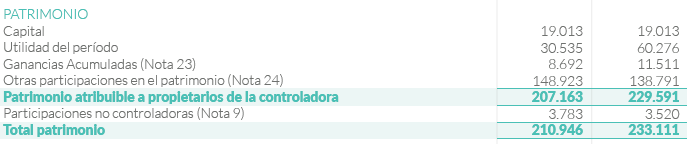 PATRIMONIO
Capital 19.013 19.013
Utilidad del período 30.535 60.276
Ganancias Acumuladas (Nota 23) 8.692 11.511
Otras participaciones en el patrimonio (Nota 24) 148.923 138.791
Patrimonio atribuible a propietarios de la controladora 207.163 229.591
Participaciones no controladoras (Nota 9) 3.783 3.520
Total patrimonio 210.946 233.111